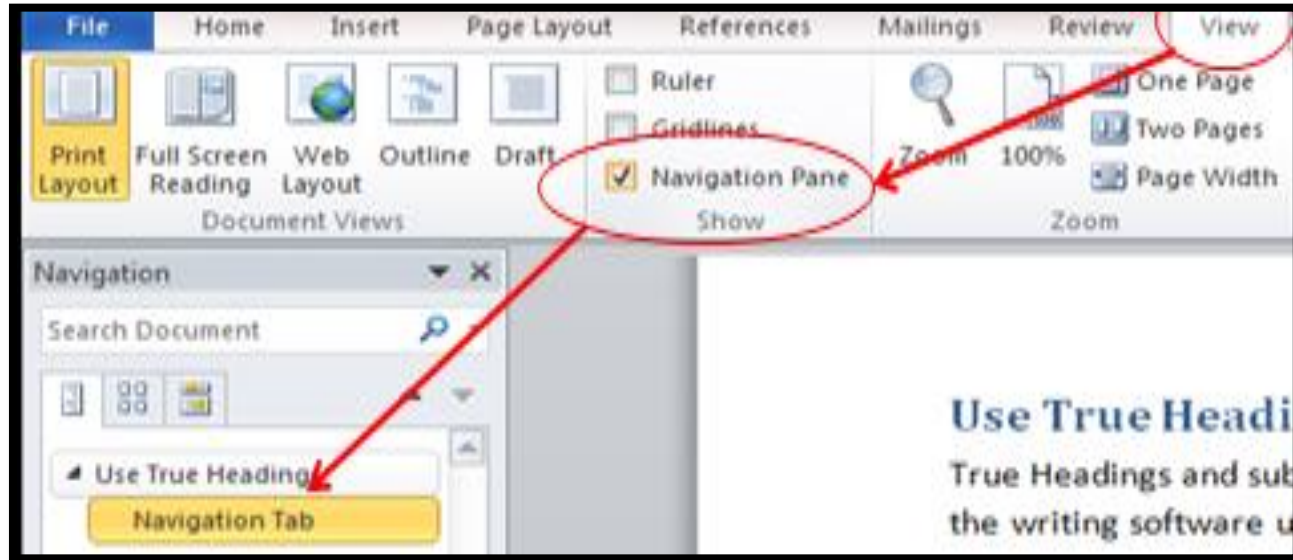 File Home Insert Page Layout References Mailings Review View
Ruler
One Page
Gridlines
Two Pages
Print Layout
Full Screen Reading
Web Layout
Outline
Draft
Navigation Pane
Zoom
100%
Page Width
Document Views
Show
Zoom
Navigation
Search Document
Use True Heading
Navigation Tab
Use True Headi
True Headings and sub
the writing software u